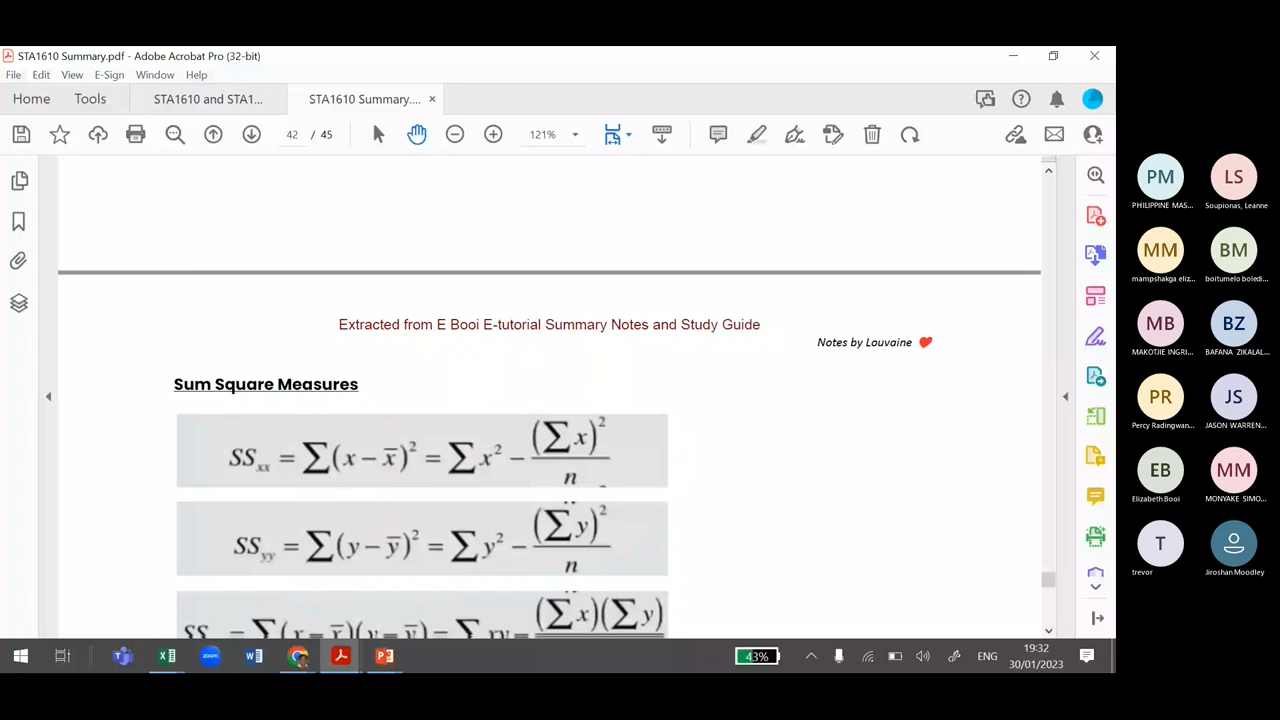 STA1610 Summary.pdf - Adobe Acrobat Pro (32-bit)
File Edit View E-Sign Window Help
Home Tools STA1610 and STA1... STA1610 Summary.... ×
42 / 45 121%
Extracted from E Booi E-tutorial Summary Notes and Study Guide
Notes by Louvaine ❤
Sum Square Measures
SS_xx = ∑(x − x̄)² = ∑x² − (∑x)² / n
SS_yy = ∑(y − ȳ)² = ∑y² − (∑y)² / n
SS = ∑(x − x̄)(y − ȳ) = ∑xy − (∑x)(∑y)
PM LS
PHILIPPINE MAS... Soupionas, Leanne
MM BM
mampshakga eliz... boitumelo boledi...
MB BZ
MAKOTJIE INGRI... BAFANA ZIKALAL...
PR JS
Percy Radingwan... JASON WARREN...
EB MM
Elizabeth Booi MONYAKE SIMO...
T
trevor Jiroshan Moodley
43% ENG 19:32
30/01/2023